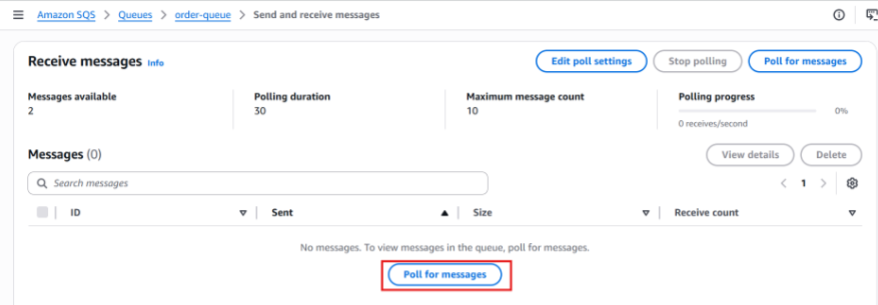 Amazon SQS > Queues > order-queue > Send and receive messages
Receive messages Info
Edit poll settings Stop polling Poll for messages
Messages available Polling duration Maximum message count Polling progress
2 30 10 0%
0 receives/second
Messages (0) View details Delete
Search messages < 1 >
ID Sent Size Receive count
No messages. To view messages in the queue, poll for messages.
Poll for messages